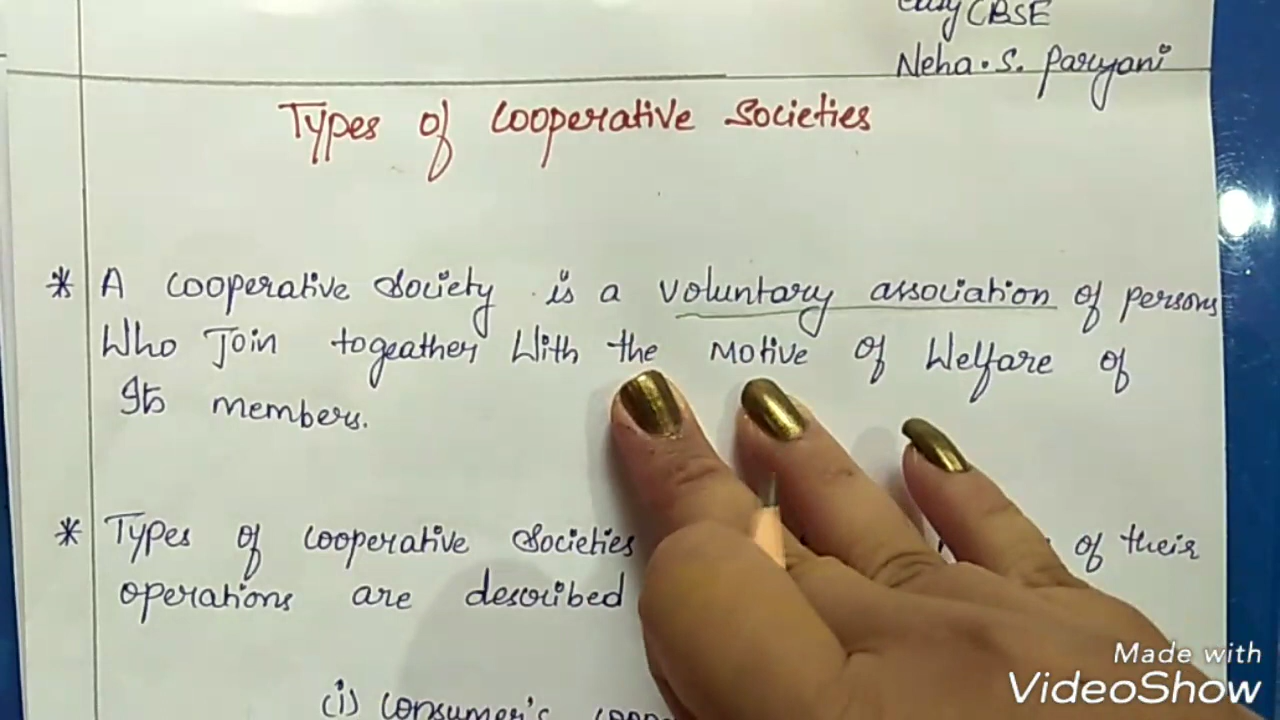 easy CBSE
Neha. S. Paryani
Types of Cooperative Societies
* A cooperative society is a voluntary association of persons
Who Join togeather With the motive of Welfare of
Its members.
* Types of cooperative societies of their
operations are described
(i) Consumer's
Made with
VideoShow